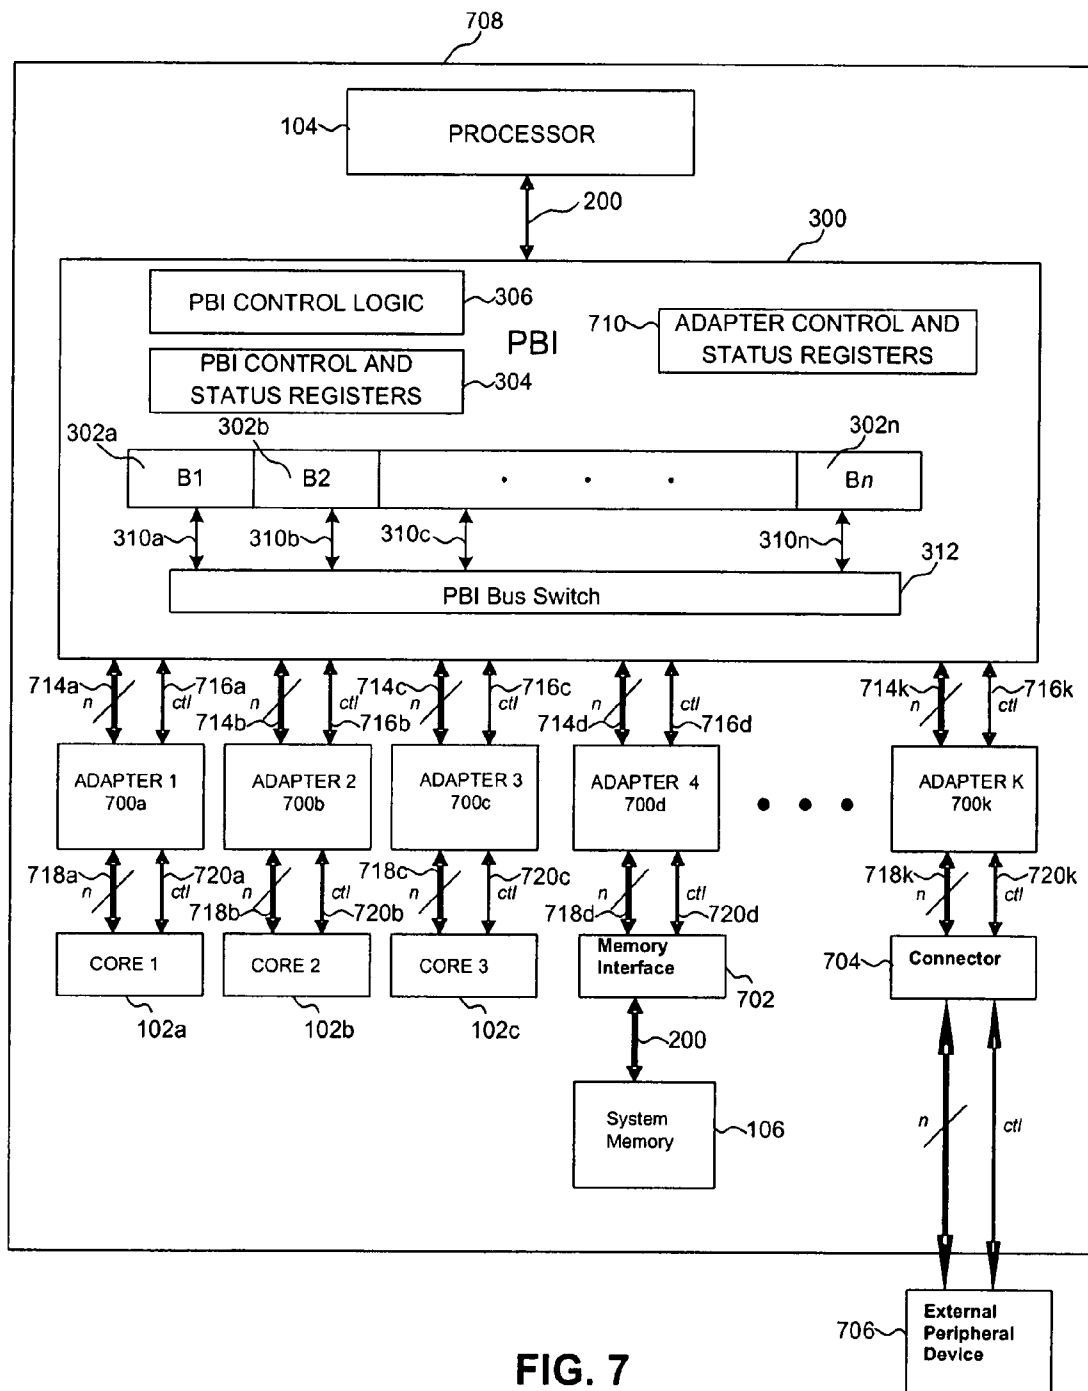 708
104
PROCESSOR
200
300
PBI CONTROL LOGIC
306
PBI
710
ADAPTER CONTROL AND
STATUS REGISTERS
PBI CONTROL AND
STATUS REGISTERS
304
302a
302b
302n
B1
B2
. . .
Bn
310a
310b
310c
310n
312
PBI Bus Switch
714a
n
716a
ctl
714b
n
716b
ctl
714c
n
716c
ctl
714d
n
716d
ctl
714k
n
716k
ctl
ADAPTER 1
700a
ADAPTER 2
700b
ADAPTER 3
700c
ADAPTER 4
700d
• • •
ADAPTER K
700k
718a
n
720a
ctl
718b
n
720b
ctl
718c
n
720c
ctl
718d
n
720d
ctl
718k
n
720k
ctl
CORE 1
102a
CORE 2
102b
CORE 3
102c
Memory
Interface
702
704
Connector
200
System
Memory
106
n
ctl
706
External
Peripheral
Device
FIG. 7